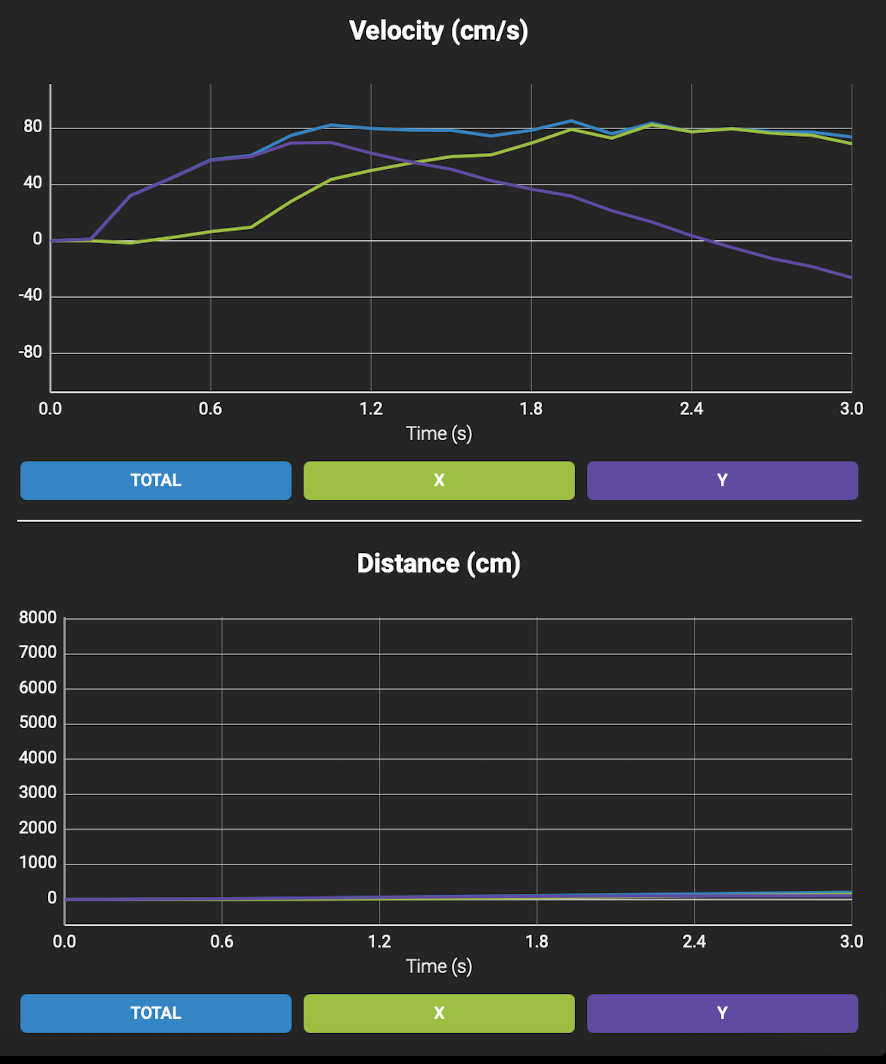 Velocity (cm/s)
80
40
0
-40
-80
0.0 0.6 1.2 1.8 2.4 3.0
Time (s)
TOTAL X Y
Distance (cm)
8000
7000
6000
5000
4000
3000
2000
1000
0
0.0 0.6 1.2 1.8 2.4 3.0
Time (s)
TOTAL X Y